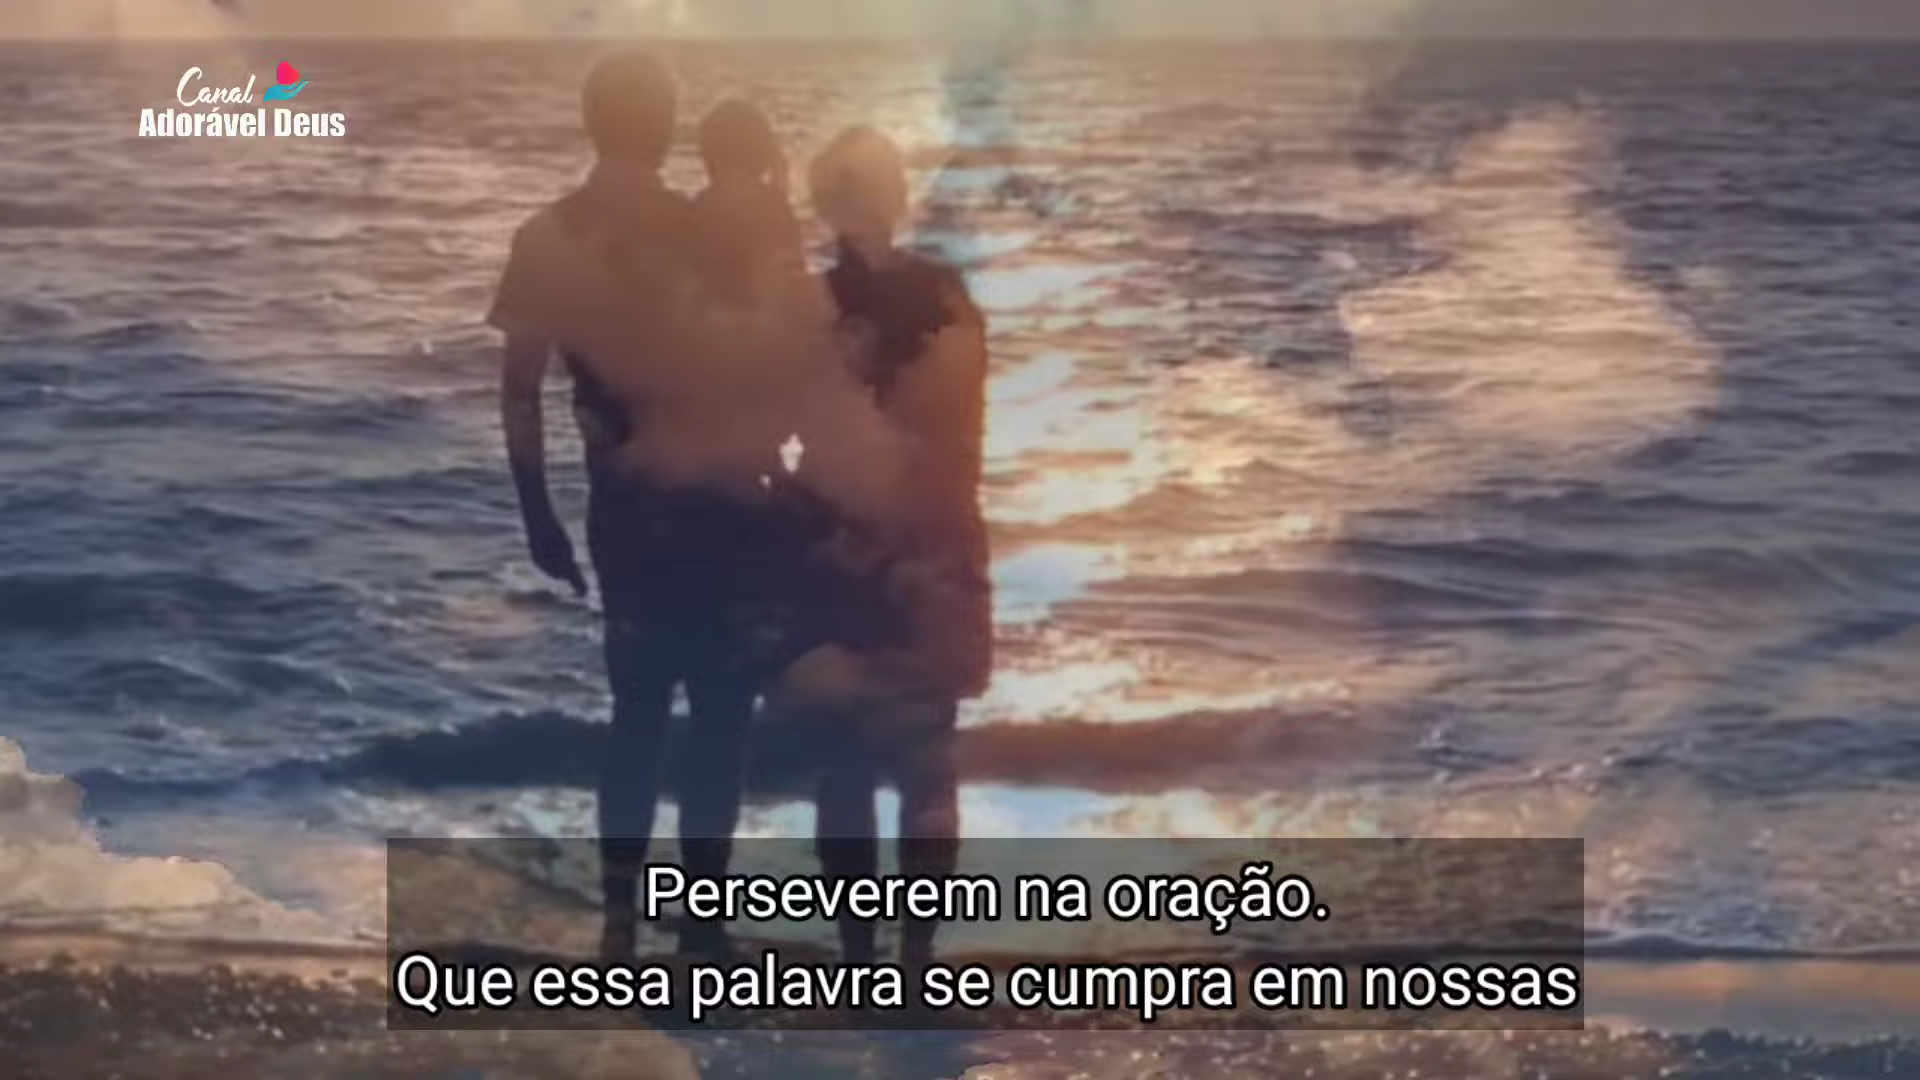 Canal
Adorável Deus
Perseverem na oração.
Que essa palavra se cumpra em nossas